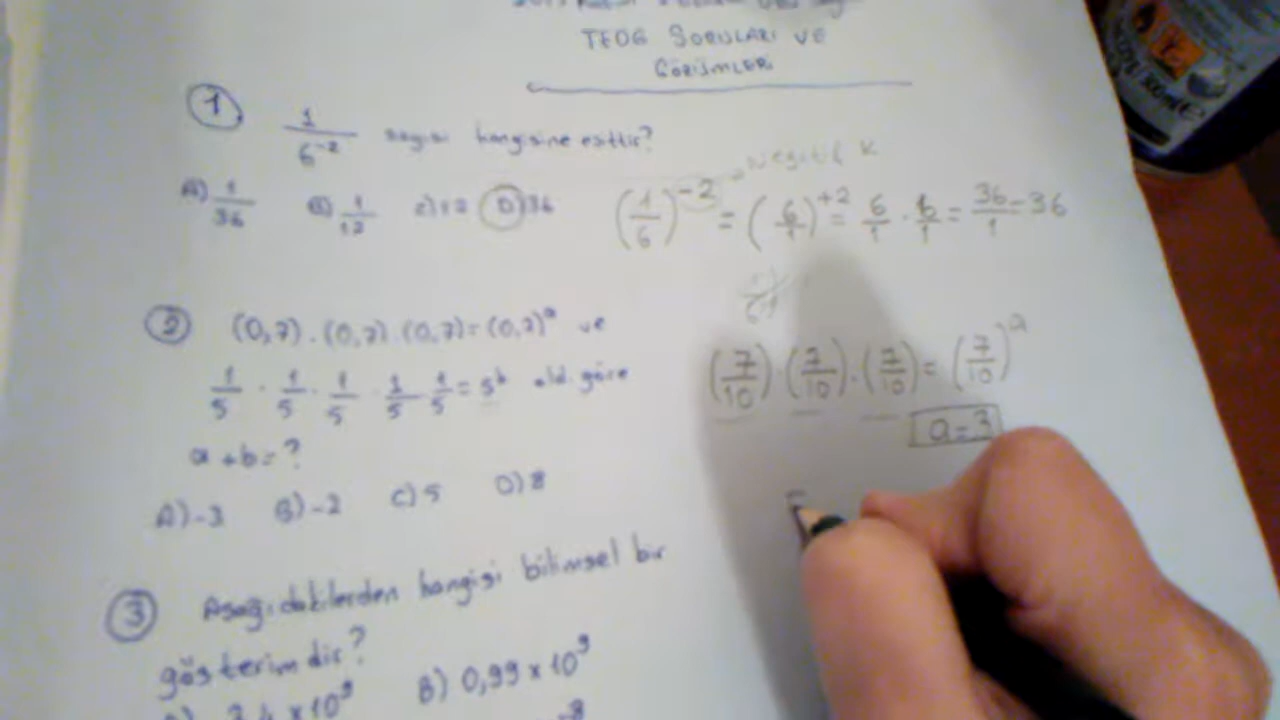 TEOG SORULARI VE
ÇÖZÜMLERİ
1
1/6⁻² sayısı hangisine eşittir?
A) 1/36 B) 1/12 C) 12 D) 36
Negatif K
(1/6)⁻² = (6/1)⁺² = 6/1 · 6/1 = 36/1 = 36
2 (0,7).(0,7).(0,7)=(0,7)ᵃ ve
1/5 · 1/5 · 1/5 · 1/5 · 1/5 = 5ᵇ old. göre
a+b=?
A)-3 B)-2 C)5 D)8
(7/10)·(7/10)·(7/10) = (7/10)ᵃ
a=3
3 Aşağıdakilerden hangisi bilimsel bir
gösterimdir?
B) 0,99 x 10⁹